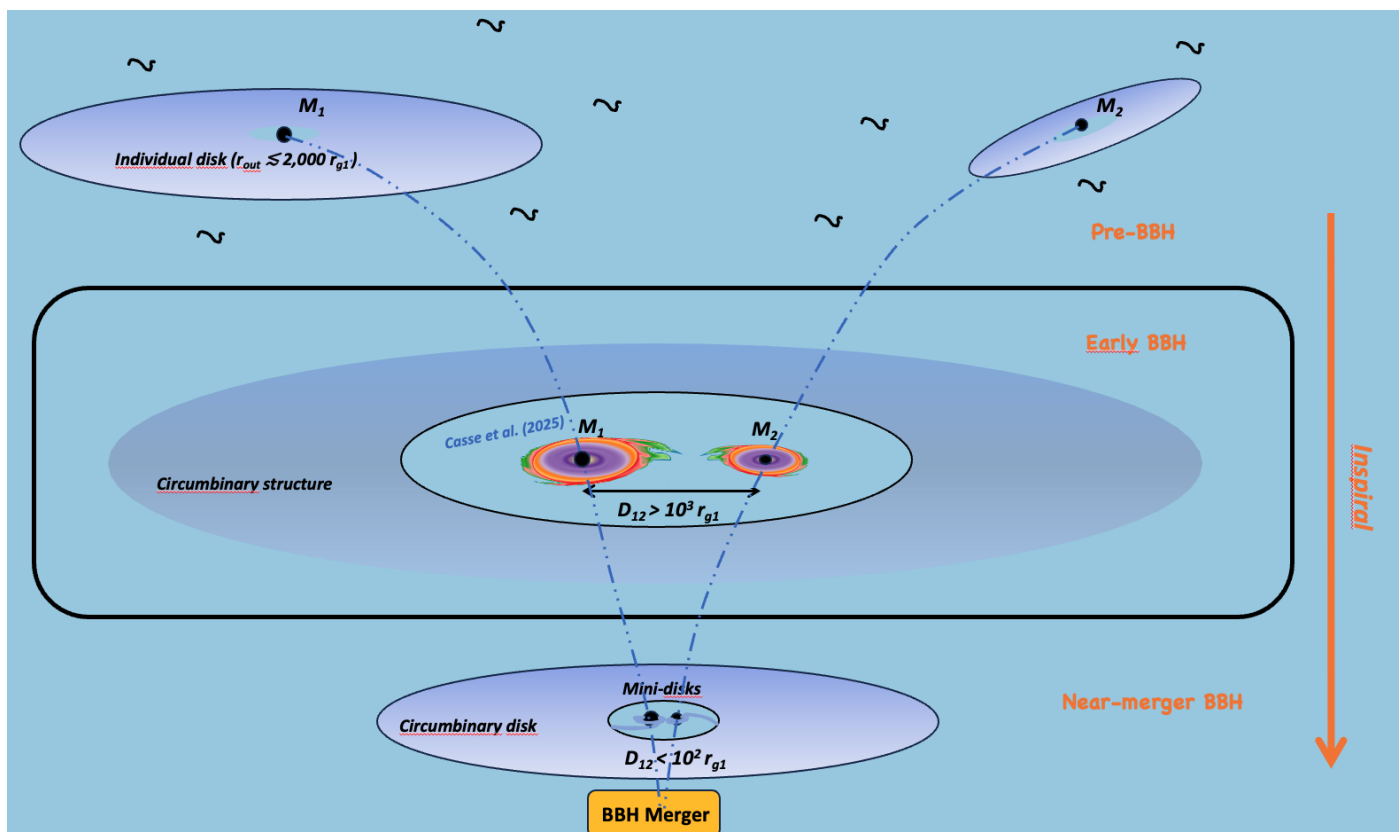 M1
M2
Individual disk (rout ≲ 2,000 rg1)
Pre-BBH
Early BBH
Casse et al. (2025)
M1
M2
Circumbinary structure
D12 > 10³ rg1
Inspiral
Mini-disks
Near-merger BBH
Circumbinary disk
D12 < 10² rg1
BBH Merger